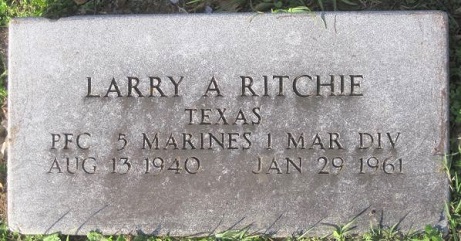 LARRY A RITCHIE
TEXAS
PFC 5 MARINES 1 MAR DIV
AUG 13 1940 JAN 29 1961